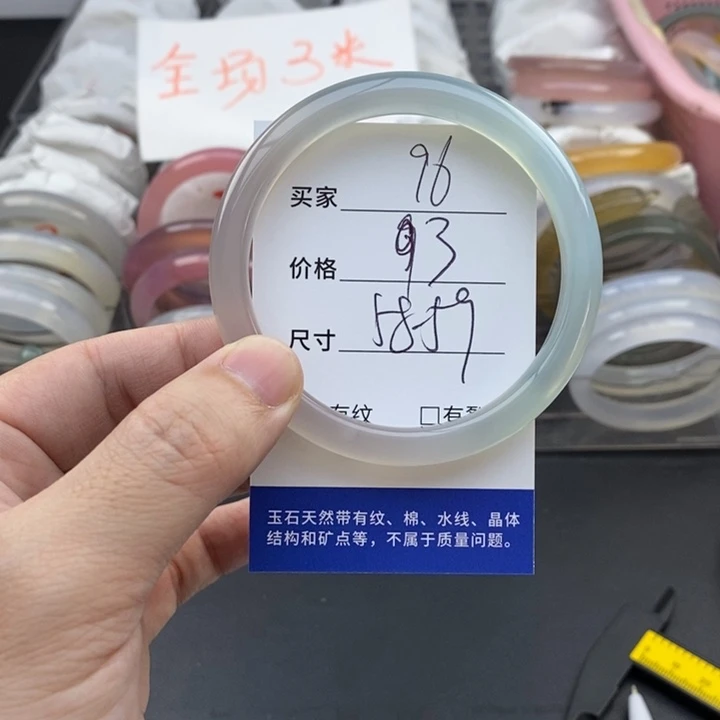 全场3米
买家 96
价格 93
尺寸 58-59
有纹 □有
玉石天然带有纹、棉、水线、晶体
结构和矿点等，不属于质量问题。